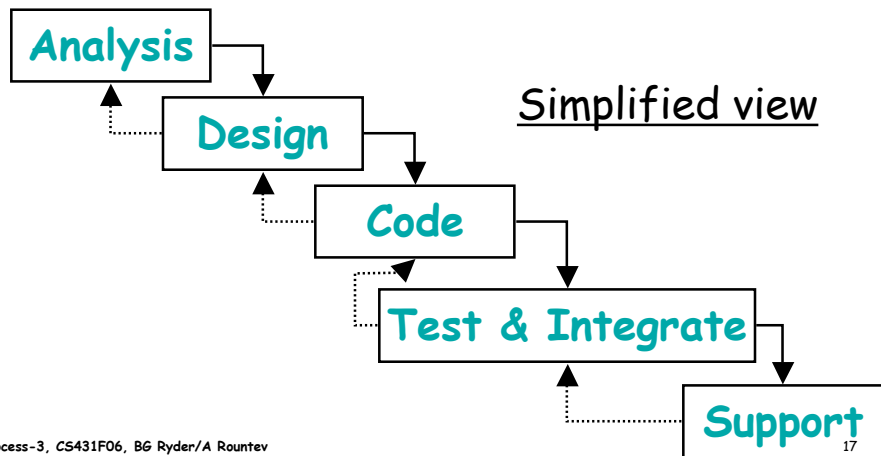 Analysis
Simplified view
Design
Code
Test & Integrate
Support
cess-3, CS431F06, BG Ryder/A Rountev
17